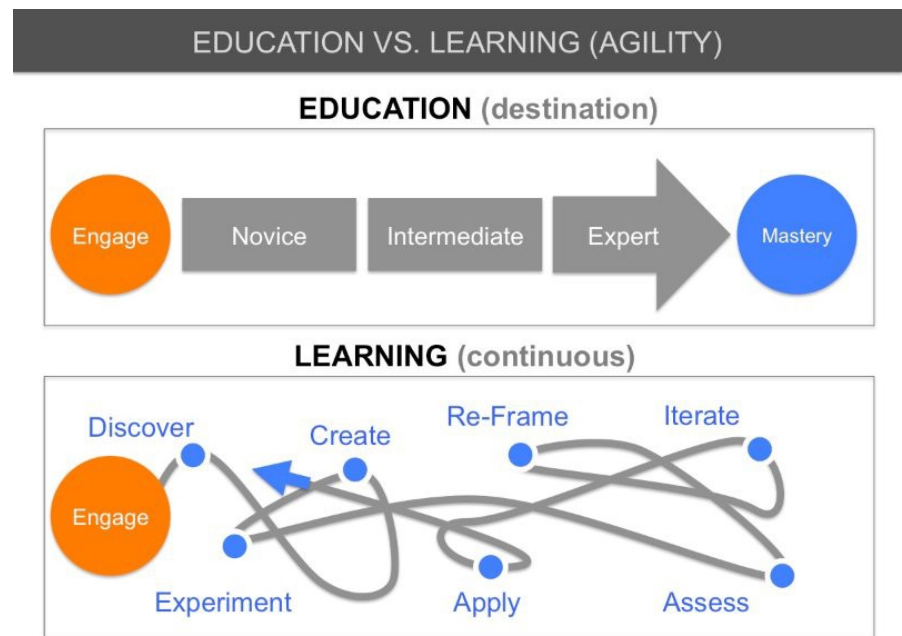 EDUCATION VS. LEARNING (AGILITY)
EDUCATION (destination)
Engage
Novice
Intermediate
Expert
Mastery
LEARNING (continuous)
Discover
Create
Re-Frame
Iterate
Engage
Experiment
Apply
Assess